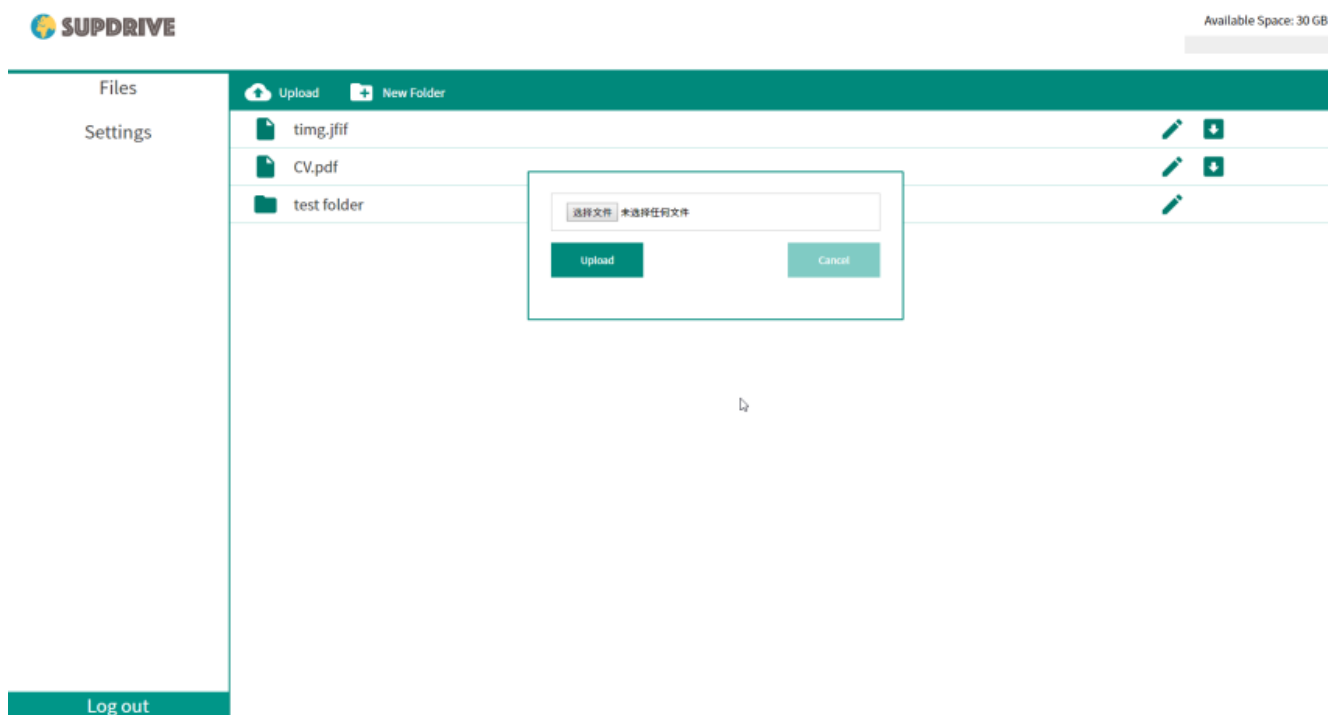 SUPDRIVE
Available Space: 30 GB
Files
Settings
Upload New Folder
timg.jfif
CV.pdf
test folder
选择文件 未选择任何文件
Upload Cancel
Log out